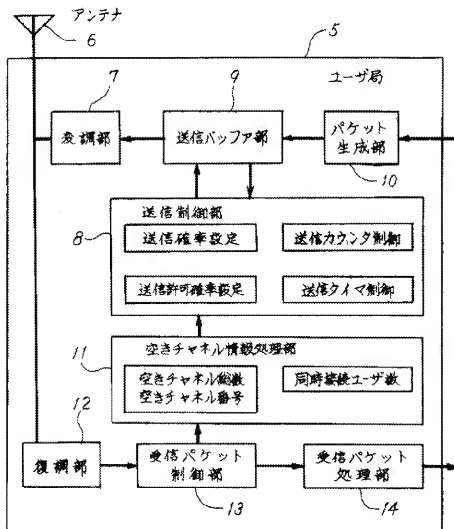 アンテナ
6
5
7
9
ユーザ局
変調部
送信バッファ部
パケット
生成部
10
送信制御部
8
送信確率設定
送信カウンタ制御
送信許可確率設定
送信タイマ制御
11
空きチャネル情報処理部
空きチャネル総数
空きチャネル番号
同時接続ユーザ数
12
復調部
受信パケット
制御部
受信パケット
処理部
13
14